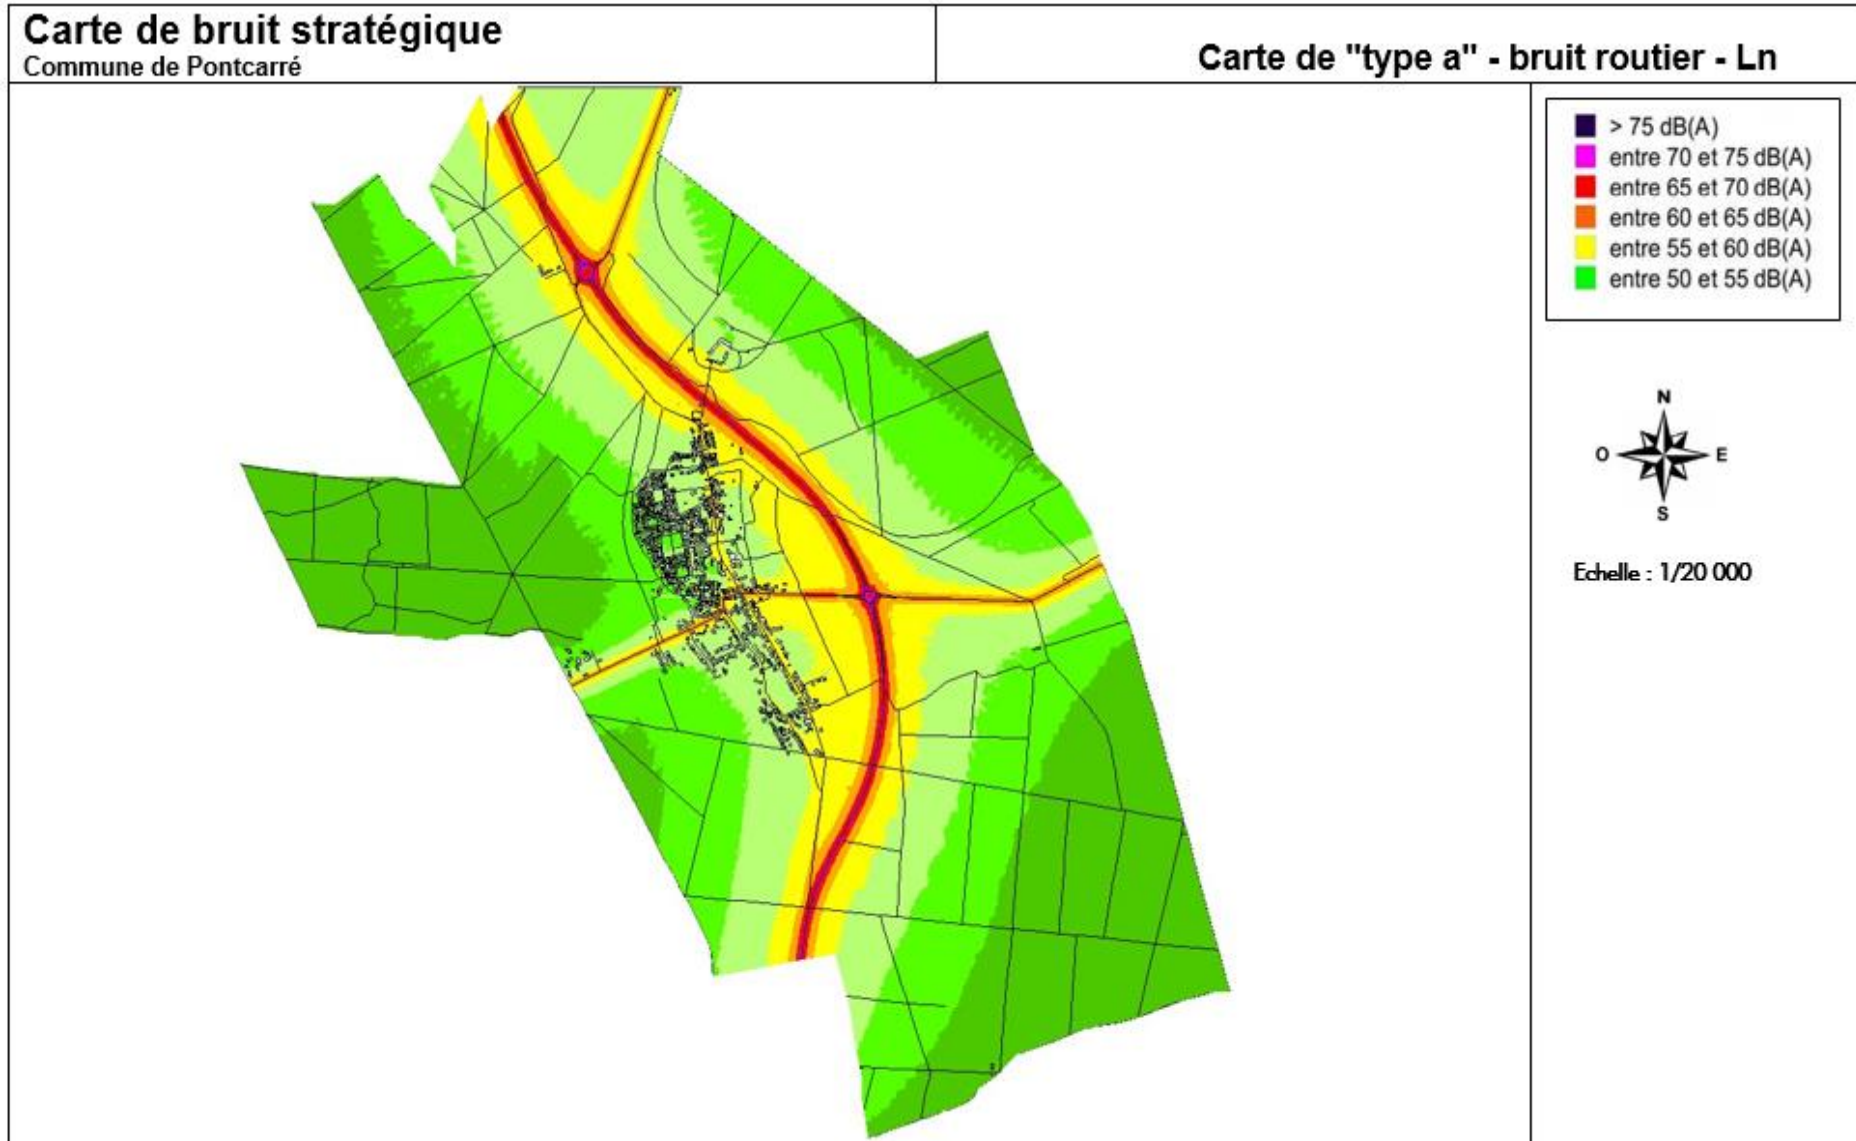 Carte de bruit stratégique
Commune de Pontcarré
Carte de "type a" - bruit routier - Ln
> 75 dB(A)
entre 70 et 75 dB(A)
entre 65 et 70 dB(A)
entre 60 et 65 dB(A)
entre 55 et 60 dB(A)
entre 50 et 55 dB(A)
N
O E
S
Echelle : 1/20 000